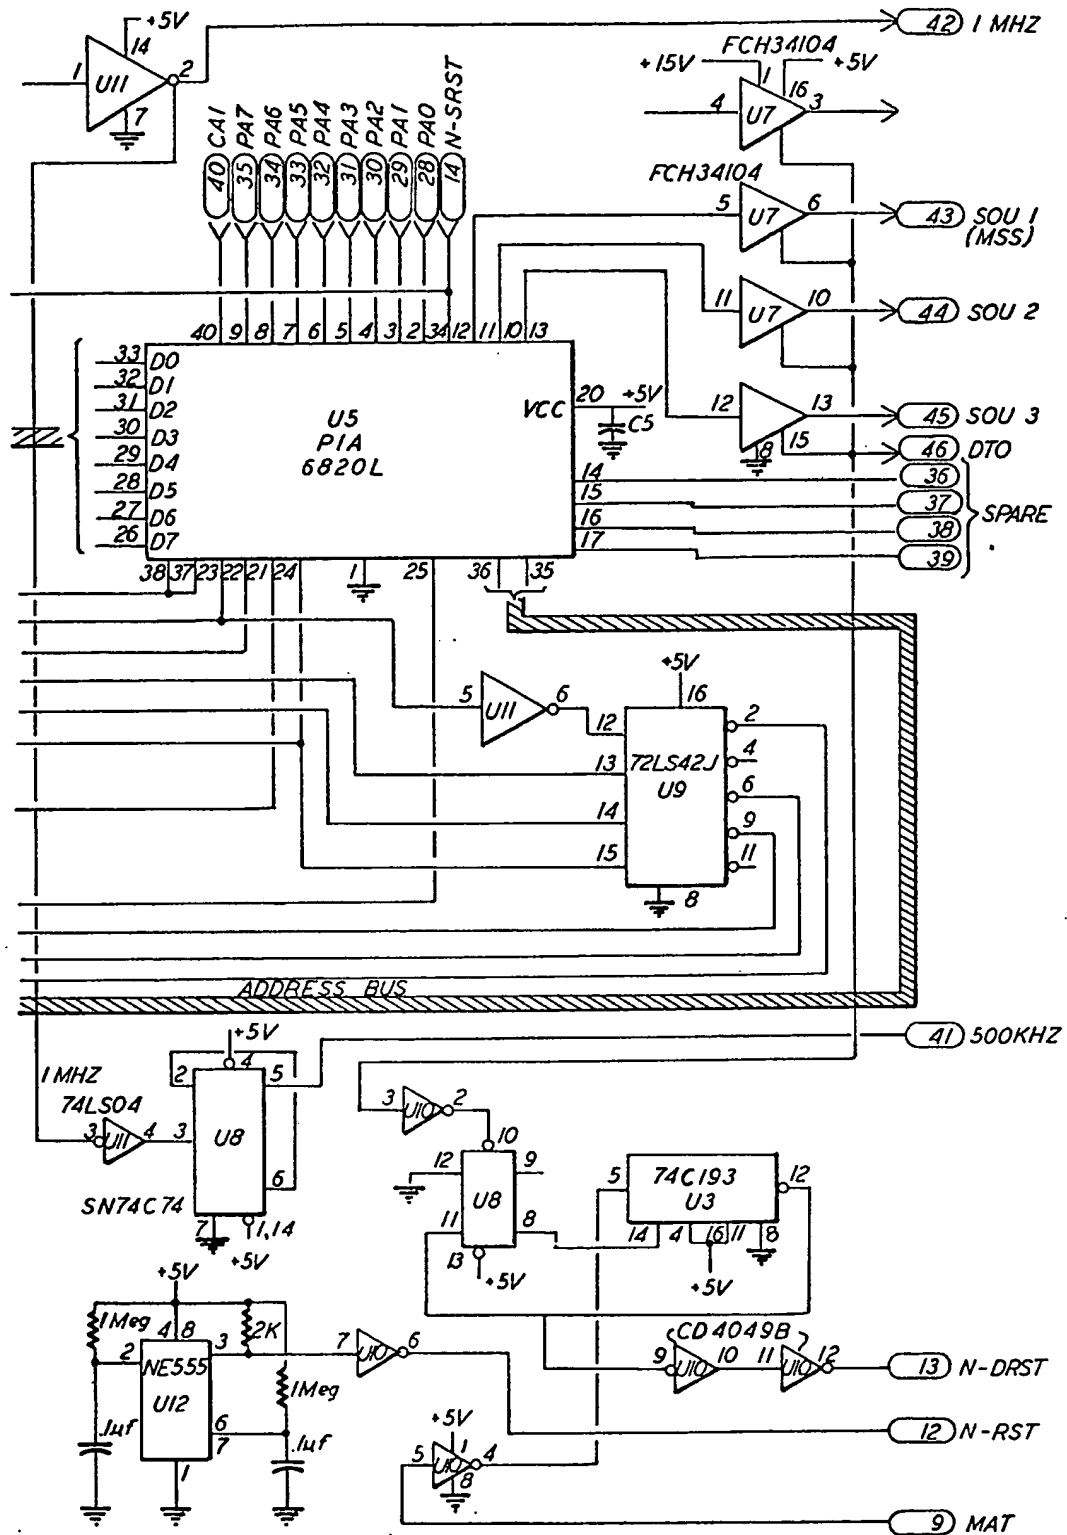 +5V
14
1 U11 2
7
42 1 MHZ
FCH34104
+15V +5V
1 16
4 U7 3
CA1 PA7 PA6 PA5 PA4 PA3 PA2 PA1 PA0 N-SRST
40 35 34 33 32 31 30 29 28 14
FCH34104
5 U7 6
43 SOU 1
(MSS)
11 U7 10
44 SOU 2
40 9 8 7 6 5 4 3 2 34 12 11 10 13
33 D0
32 D1
31 D2
30 D3
29 D4
28 D5
27 D6
26 D7
U5
PIA
6820L
VCC 20 +5V
C5
12 13
15
8
45 SOU 3
46 DTO
14 36
15 37
16 38
17 39
SPARE
38 37 23 22 21 24 1 25 36 35
+5V
16
5 U11 6
12 2
13 72LS42J 4
U9 6
14 9
15 11
8
ADDRESS BUS
+5V
4
41 500KHZ
1 MHZ
74LS04
3 U11 4
2 5
3 U8
6
SN74C74
7 1,14
+5V
3 U10 2
10
12 9
U8
11 8
13
+5V
5 74C193 12
U3
14 4 16 11 8
+5V
+5V
1Meg
4 8
2K
2 NE555 3
U12
6
7
1
.1uf
1Meg
.1uf
7 U10 6
CD4049B
9 U10 10 11 U10 12
13 N-DRST
12 N-RST
+5V
1
5 U10 4
8
9 MAT